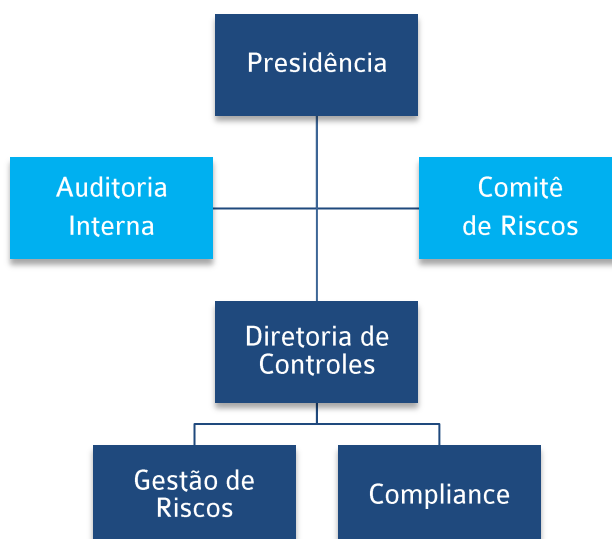 Presidência
Auditoria
Interna
Comitê
de Riscos
Diretoria de
Controles
Gestão de
Riscos
Compliance